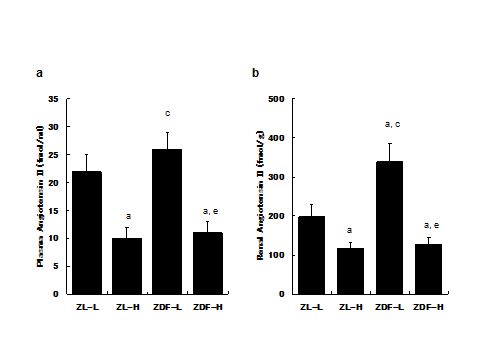 a
Plasma Angiotensin II (fmol/ml)
35
30
25
20
15
10
5
0
c
a
a, e
ZL-L ZL-H ZDF-L ZDF-H
b
Renal Angiotensin II (fmol/g)
500
400
300
200
100
0
a, c
a
a, e
ZL-L ZL-H ZDF-L ZDF-H